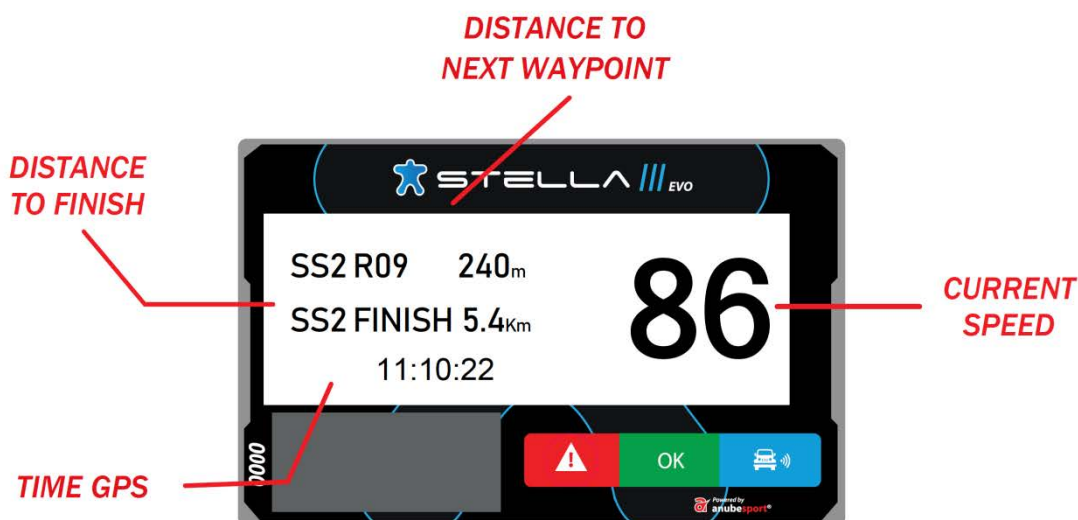 DISTANCE TO
NEXT WAYPOINT
DISTANCE
TO FINISH
STELLA III EVO
SS2 R09 240m
SS2 FINISH 5.4Km
11:10:22
86
CURRENT
SPEED
TIME GPS
0000
OK
Powered by
anubesport®